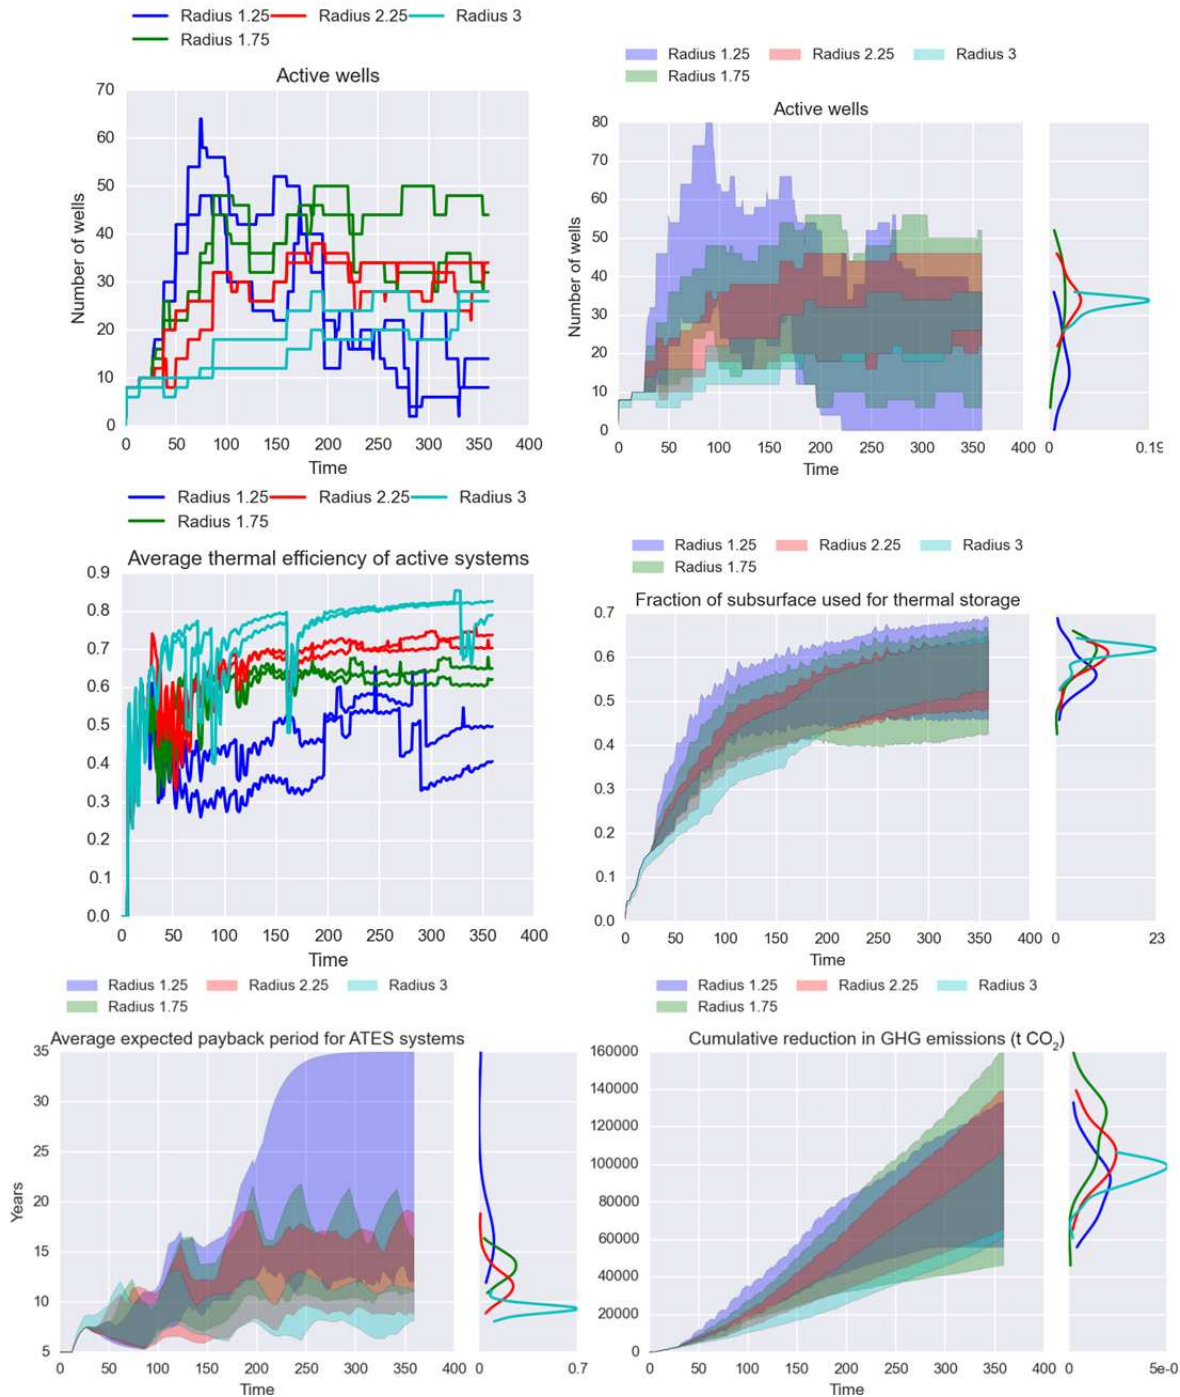 Radius 1.25 Radius 2.25 Radius 3
Radius 1.75
Active wells
70
60
50
40
30
20
10
0
Number of wells
0 50 100 150 200 250 300 350 400
Time
Radius 1.25 Radius 2.25 Radius 3
Radius 1.75
Active wells
80
70
60
50
40
30
20
10
0
Number of wells
0 50 100 150 200 250 300 350 400
0 0.19
Time
Radius 1.25 Radius 2.25 Radius 3
Radius 1.75
Average thermal efficiency of active systems
0.9
0.8
0.7
0.6
0.5
0.4
0.3
0.2
0.1
0.0
0 50 100 150 200 250 300 350 400
Time
Radius 1.25 Radius 2.25 Radius 3
Radius 1.75
Fraction of subsurface used for thermal storage
0.7
0.6
0.5
0.4
0.3
0.2
0.1
0.0
0 50 100 150 200 250 300 350 400
0 23
Time
Radius 1.25 Radius 2.25 Radius 3
Radius 1.75
Average expected payback period for ATES systems
35
35
25
20
15
10
5
Years
0 50 100 150 200 250 300 350 400
0 0.7
Time
Radius 1.25 Radius 2.25 Radius 3
Radius 1.75
Cumulative reduction in GHG emissions (t CO₂)
160000
140000
120000
100000
80000
60000
40000
20000
0
0 50 100 150 200 250 300 350 400
0 5e-0
Time